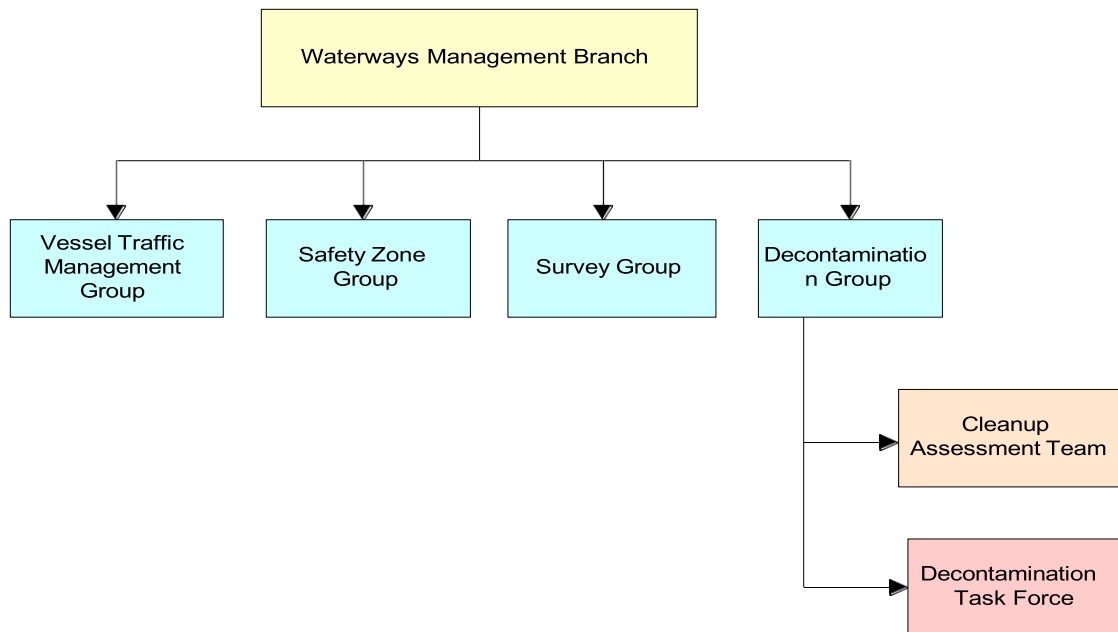 Waterways Management Branch
Vessel Traffic
Management
Group
Safety Zone
Group
Survey Group
Decontaminatio
n Group
Cleanup
Assessment Team
Decontamination
Task Force